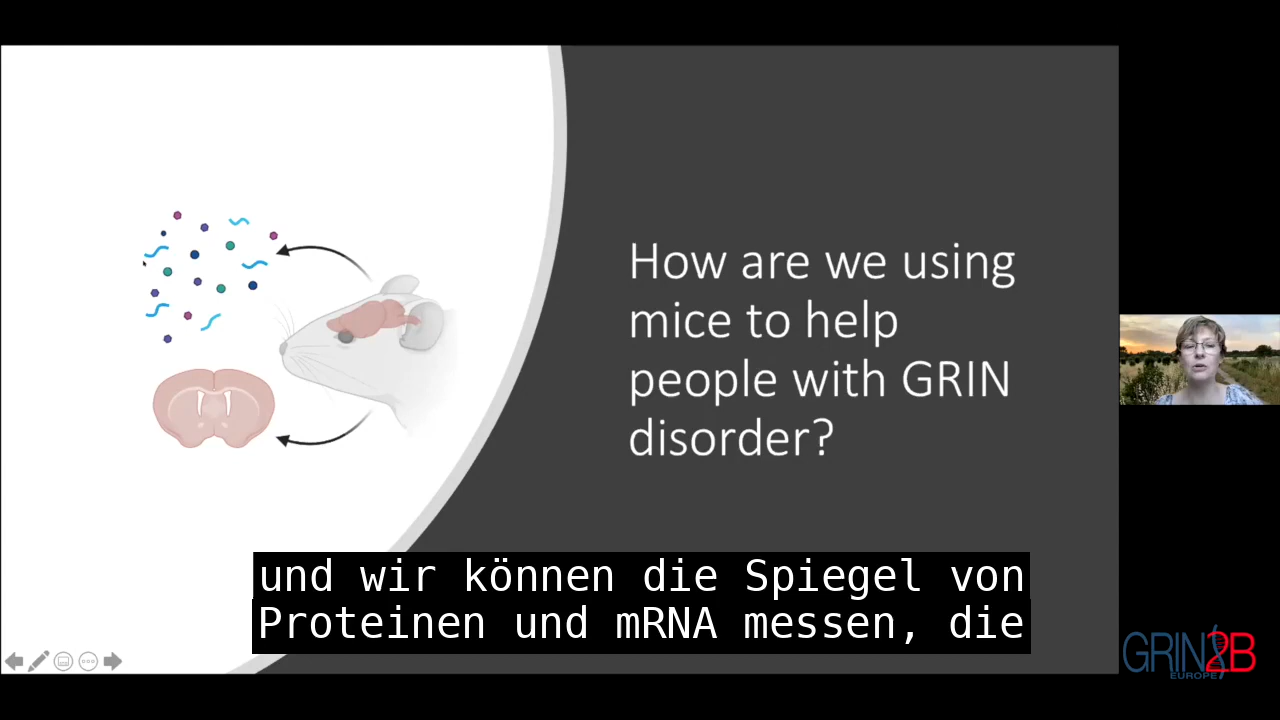 How are we using
mice to help
people with GRIN
disorder?
und wir können die Spiegel von
Proteinen und mRNA messen, die
GRIN2B
EUROPE